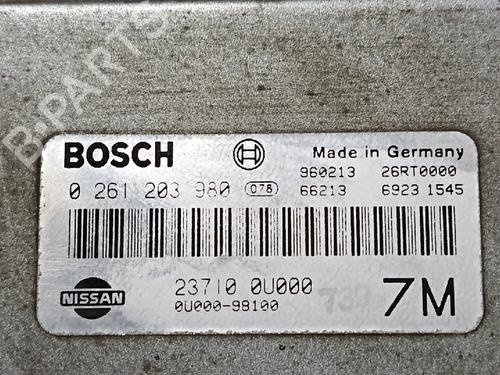 B-PARTS
BOSCH Made in Germany
0 261 203 980 078 960213 26RT0000
66213 6923 1545
NISSAN
23710 0U000
0U000-99100
7M